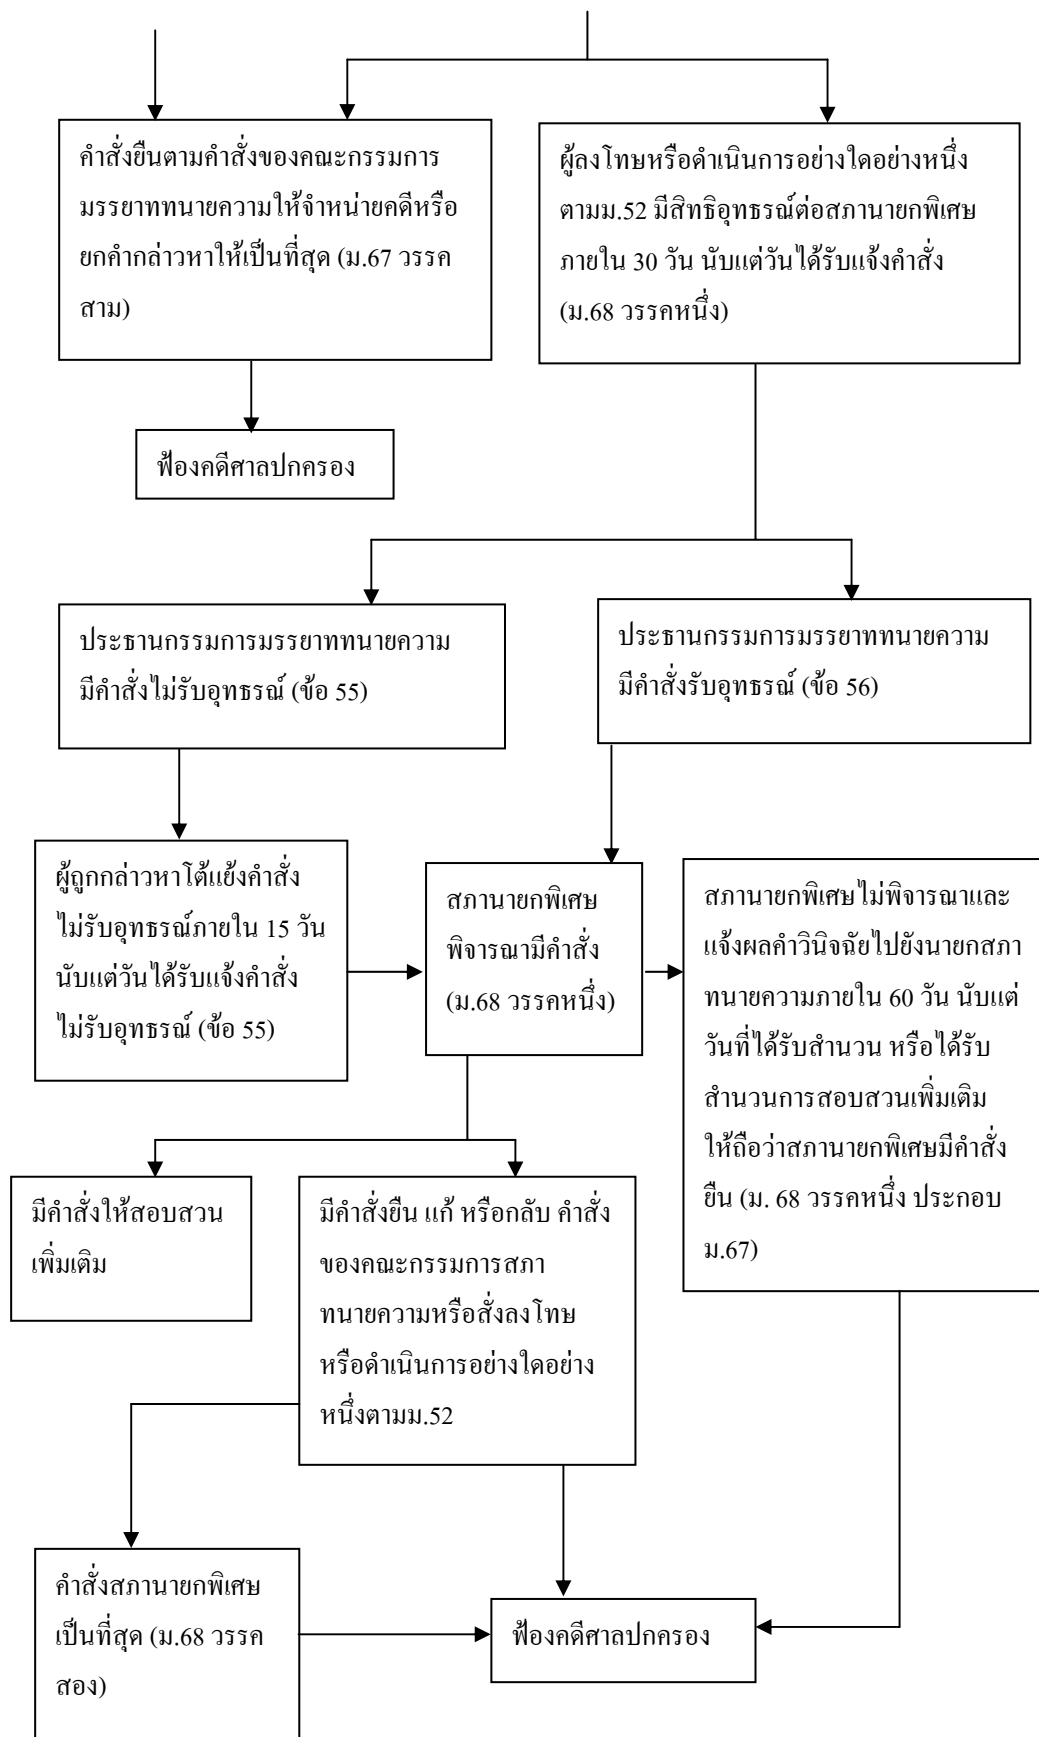 คำสั่งยืนตามคำสั่งของคณะกรรมการ
มรรยาททนายความให้จำหน่ายคดีหรือ
ยกคำกล่าวหาให้เป็นที่สุด (ม.67 วรรค
สาม)
ผู้ลงโทษหรือดำเนินการอย่างใดอย่างหนึ่ง
ตามม.52 มีสิทธิอุทธรณ์ต่อสภานายกพิเศษ
ภายใน 30 วัน นับแต่วันได้รับแจ้งคำสั่ง
(ม.68 วรรคหนึ่ง)
ฟ้องคดีศาลปกครอง
ประธานกรรมการมรรยาททนายความ
มีคำสั่งไม่รับอุทธรณ์ (ข้อ 55)
ประธานกรรมการมรรยาททนายความ
มีคำสั่งรับอุทธรณ์ (ข้อ 56)
ผู้ถูกกล่าวหาโต้แย้งคำสั่ง
ไม่รับอุทธรณ์ภายใน 15 วัน
นับแต่วันได้รับแจ้งคำสั่ง
ไม่รับอุทธรณ์ (ข้อ 55)
สภานายกพิเศษ
พิจารณามีคำสั่ง
(ม.68 วรรคหนึ่ง)
สภานายกพิเศษไม่พิจารณาและ
แจ้งผลคำวินิจฉัยไปยังนายกสภา
ทนายความภายใน 60 วัน นับแต่
วันที่ได้รับสำนวน หรือได้รับ
สำนวนการสอบสวนเพิ่มเติม
ให้ถือว่าสภานายกพิเศษมีคำสั่ง
ยืน (ม. 68 วรรคหนึ่ง ประกอบ
ม.67)
มีคำสั่งให้สอบสวน
เพิ่มเติม
มีคำสั่งยืน แก้ หรือกลับ คำสั่ง
ของคณะกรรมการสภา
ทนายความหรือสั่งลงโทษ
หรือดำเนินการอย่างใดอย่าง
หนึ่งตามม.52
คำสั่งสภานายกพิเศษ
เป็นที่สุด (ม.68 วรรค
สอง)
ฟ้องคดีศาลปกครอง